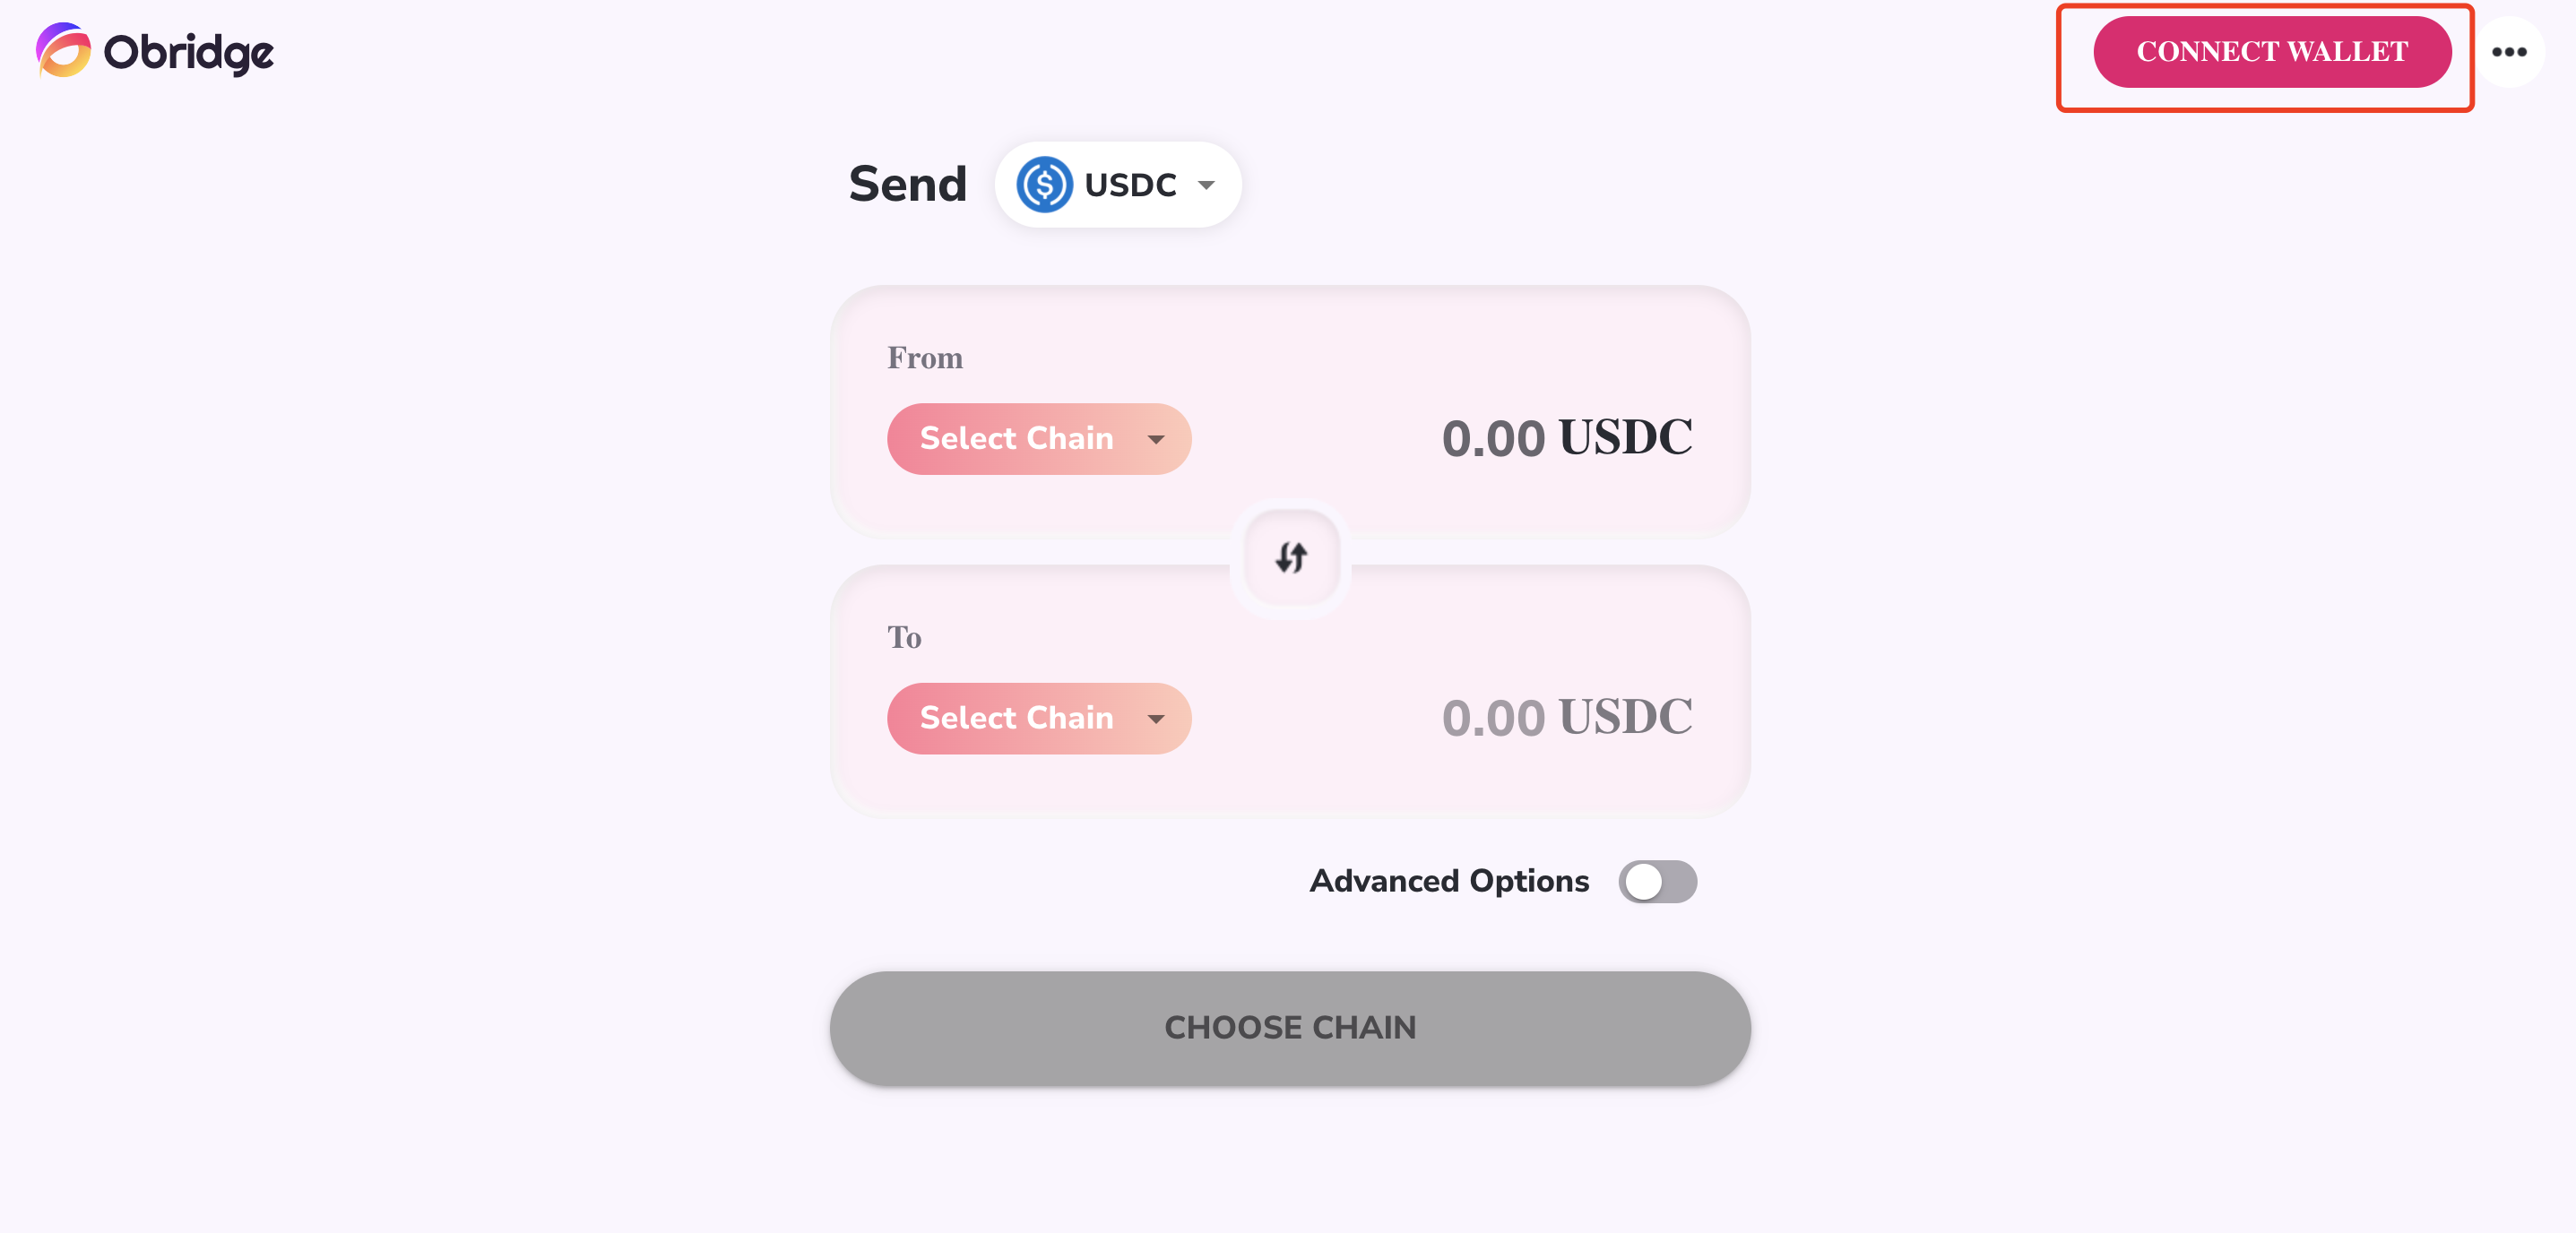 Obridge
CONNECT WALLET
Send USDC
From
Select Chain 0.00 USDC
To
Select Chain 0.00 USDC
Advanced Options
CHOOSE CHAIN